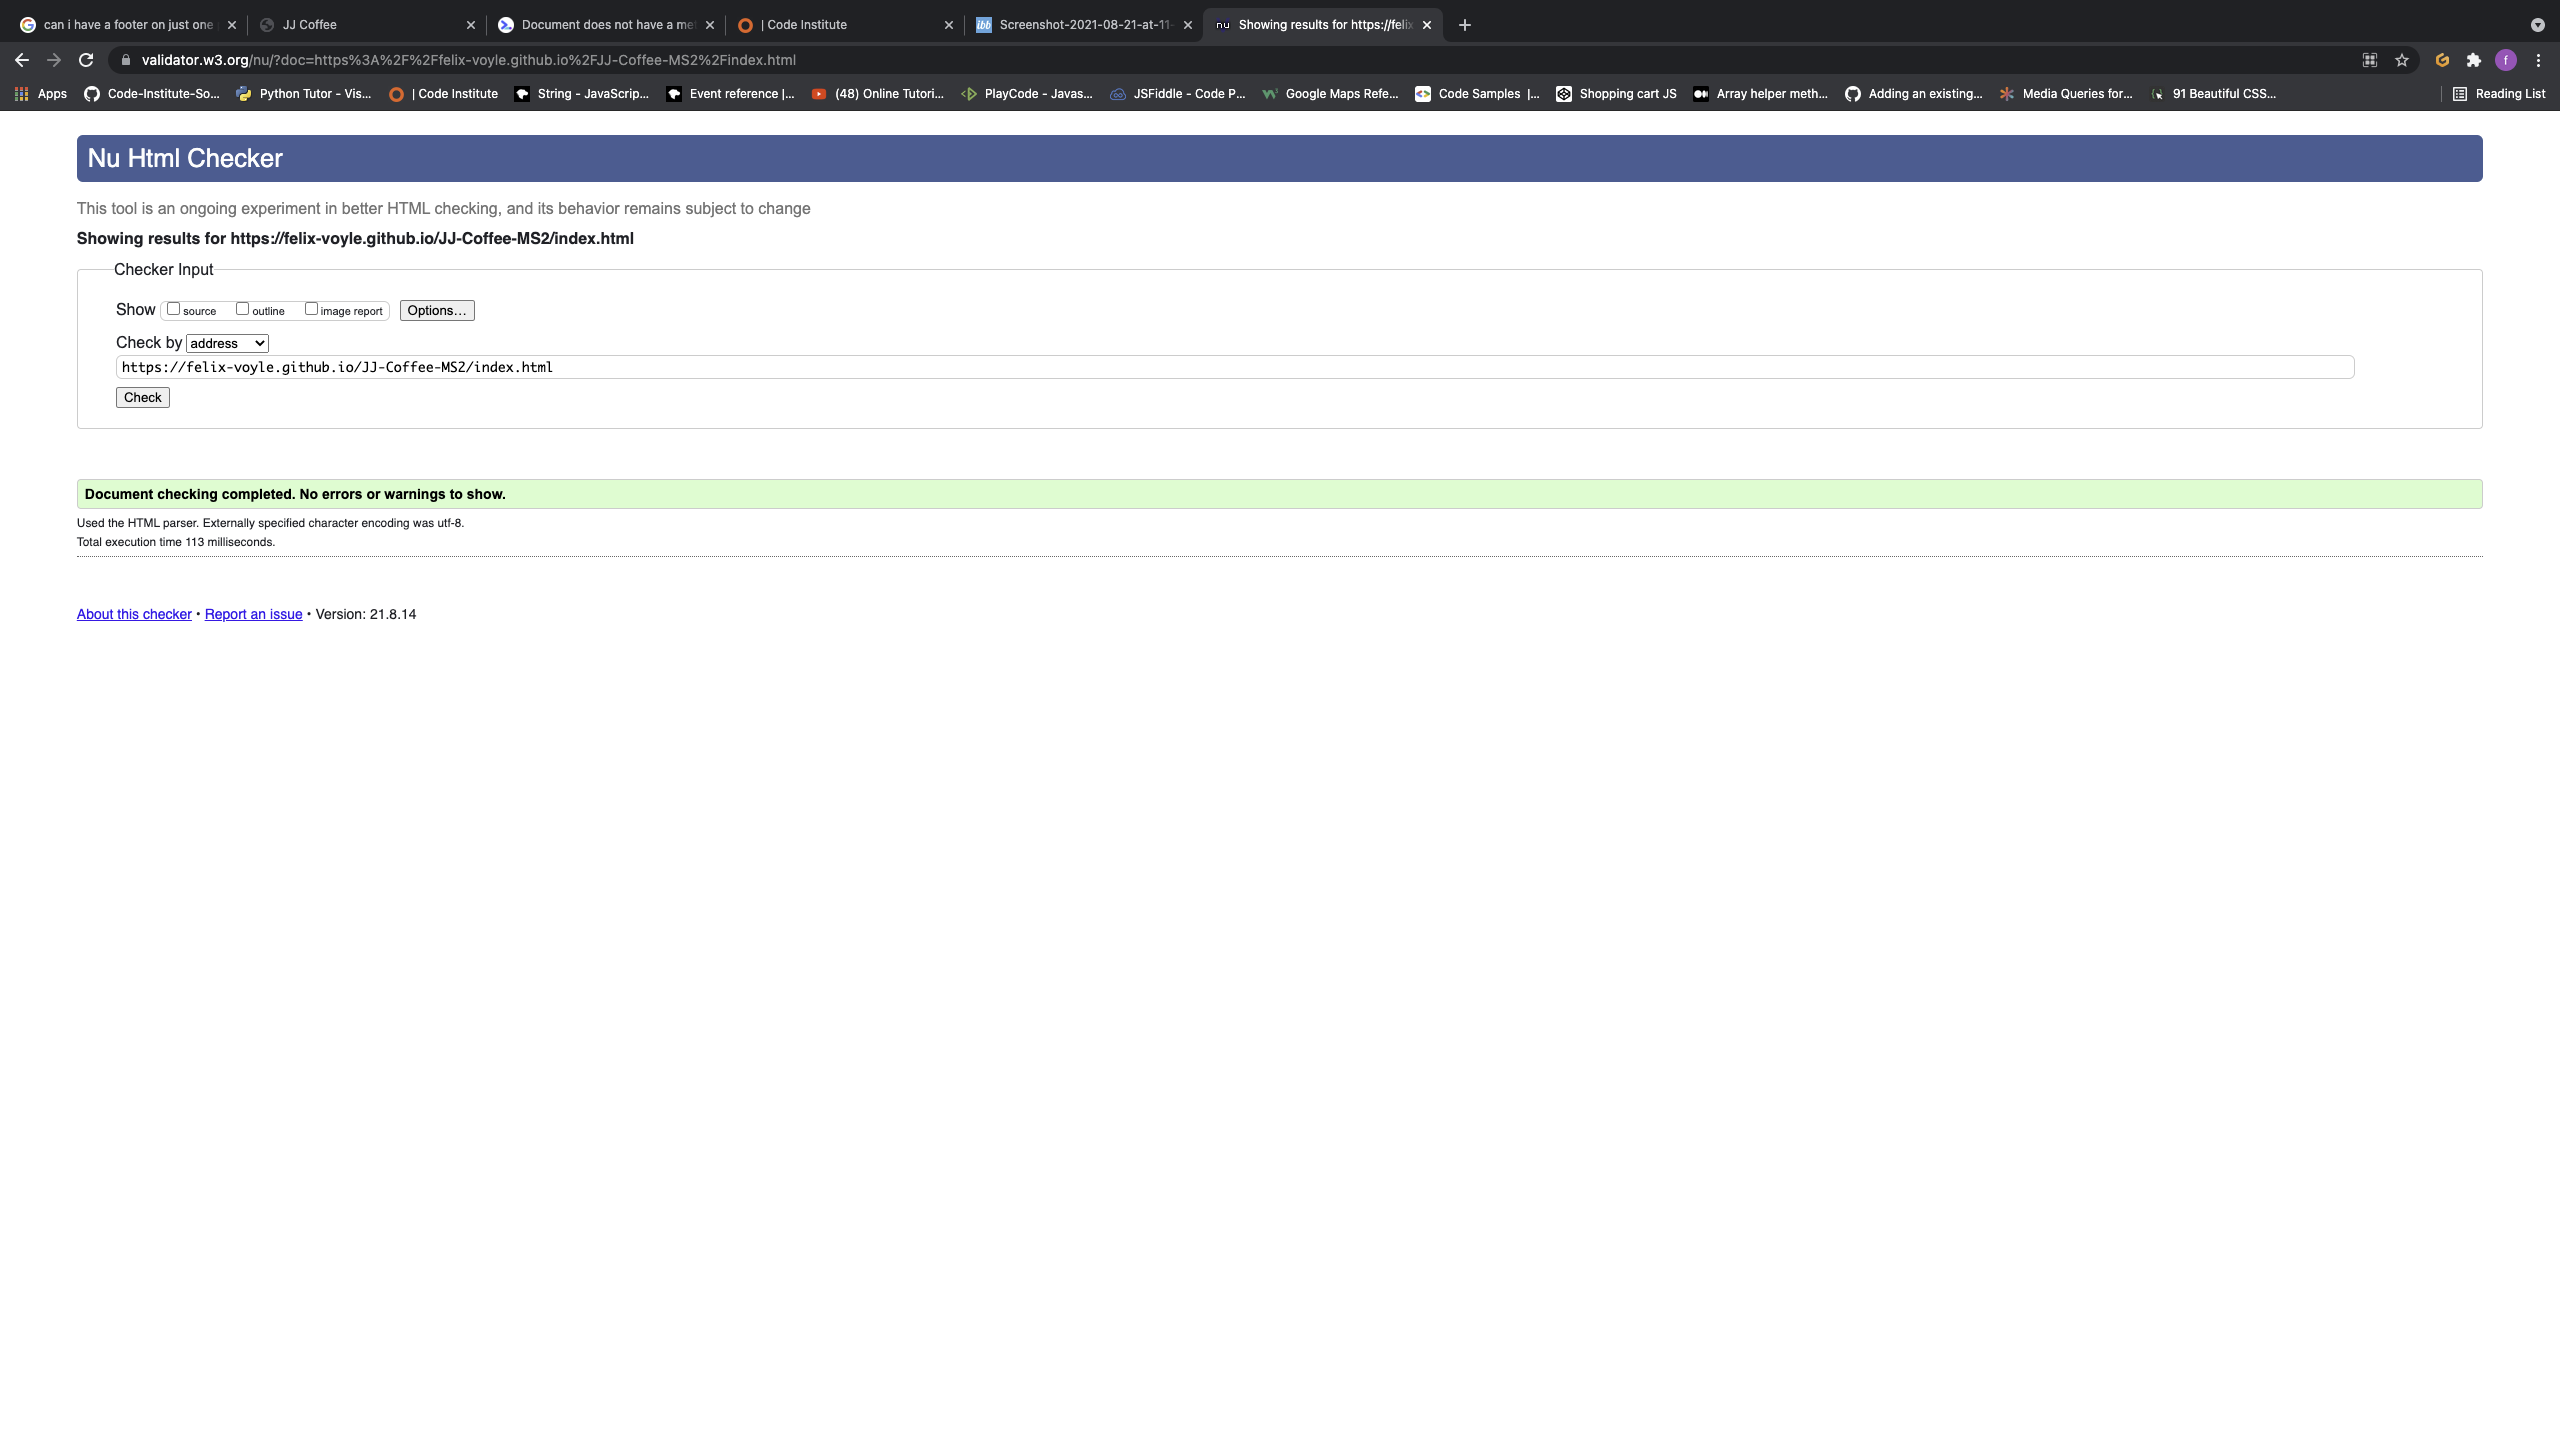 can i have a footer on just one
JJ Coffee
Document does not have a me
| Code Institute
ibb Screenshot-2021-08-21-at-11-
nu Showing results for https://felix
validator.w3.org/nu/?doc=https%3A%2F%2Ffelix-voyle.github.io%2FJJ-Coffee-MS2%2Findex.html
f
Apps
Code-Institute-So...
Python Tutor - Vis...
| Code Institute
String - JavaScrip...
Event reference |...
(48) Online Tutori...
PlayCode - Javas...
JSFiddle - Code P...
Google Maps Refe...
Code Samples |...
Shopping cart JS
Array helper meth...
Adding an existing...
Media Queries for...
91 Beautiful CSS...
Reading List
Nu Html Checker
This tool is an ongoing experiment in better HTML checking, and its behavior remains subject to change
Showing results for https://felix-voyle.github.io/JJ-Coffee-MS2/index.html
Checker Input
Show source outline image report Options...
Check by address
https://felix-voyle.github.io/JJ-Coffee-MS2/index.html
Check
Document checking completed. No errors or warnings to show.
Used the HTML parser. Externally specified character encoding was utf-8.
Total execution time 113 milliseconds.
About this checker • Report an issue • Version: 21.8.14